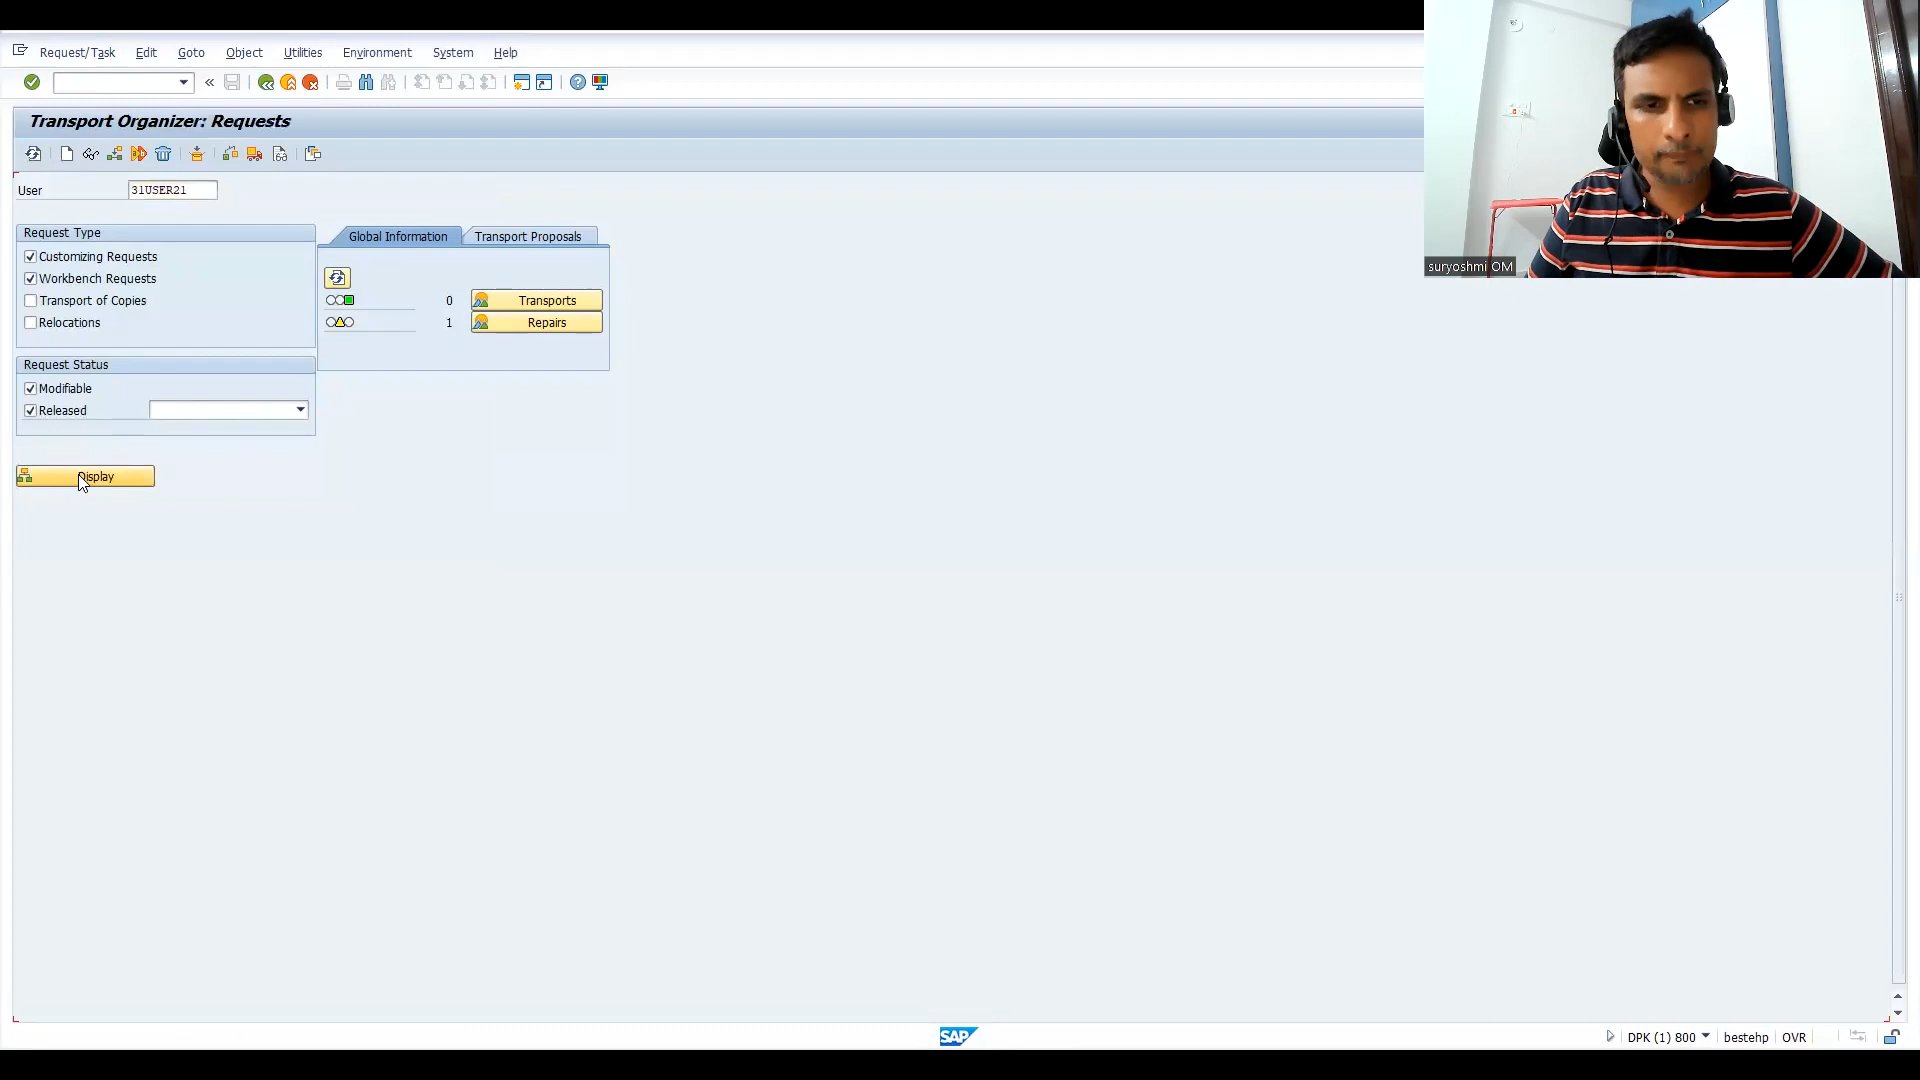 Request/Task Edit Goto Object Utilities Environment System Help
Transport Organizer: Requests
User 31USER21
Request Type
Customizing Requests
Workbench Requests
Transport of Copies
Relocations
Global Information Transport Proposals
0 Transports
1 Repairs
Request Status
Modifiable
Released
Display
suryoshmi OM
SAP
DPK (1) 800 bestehp OVR